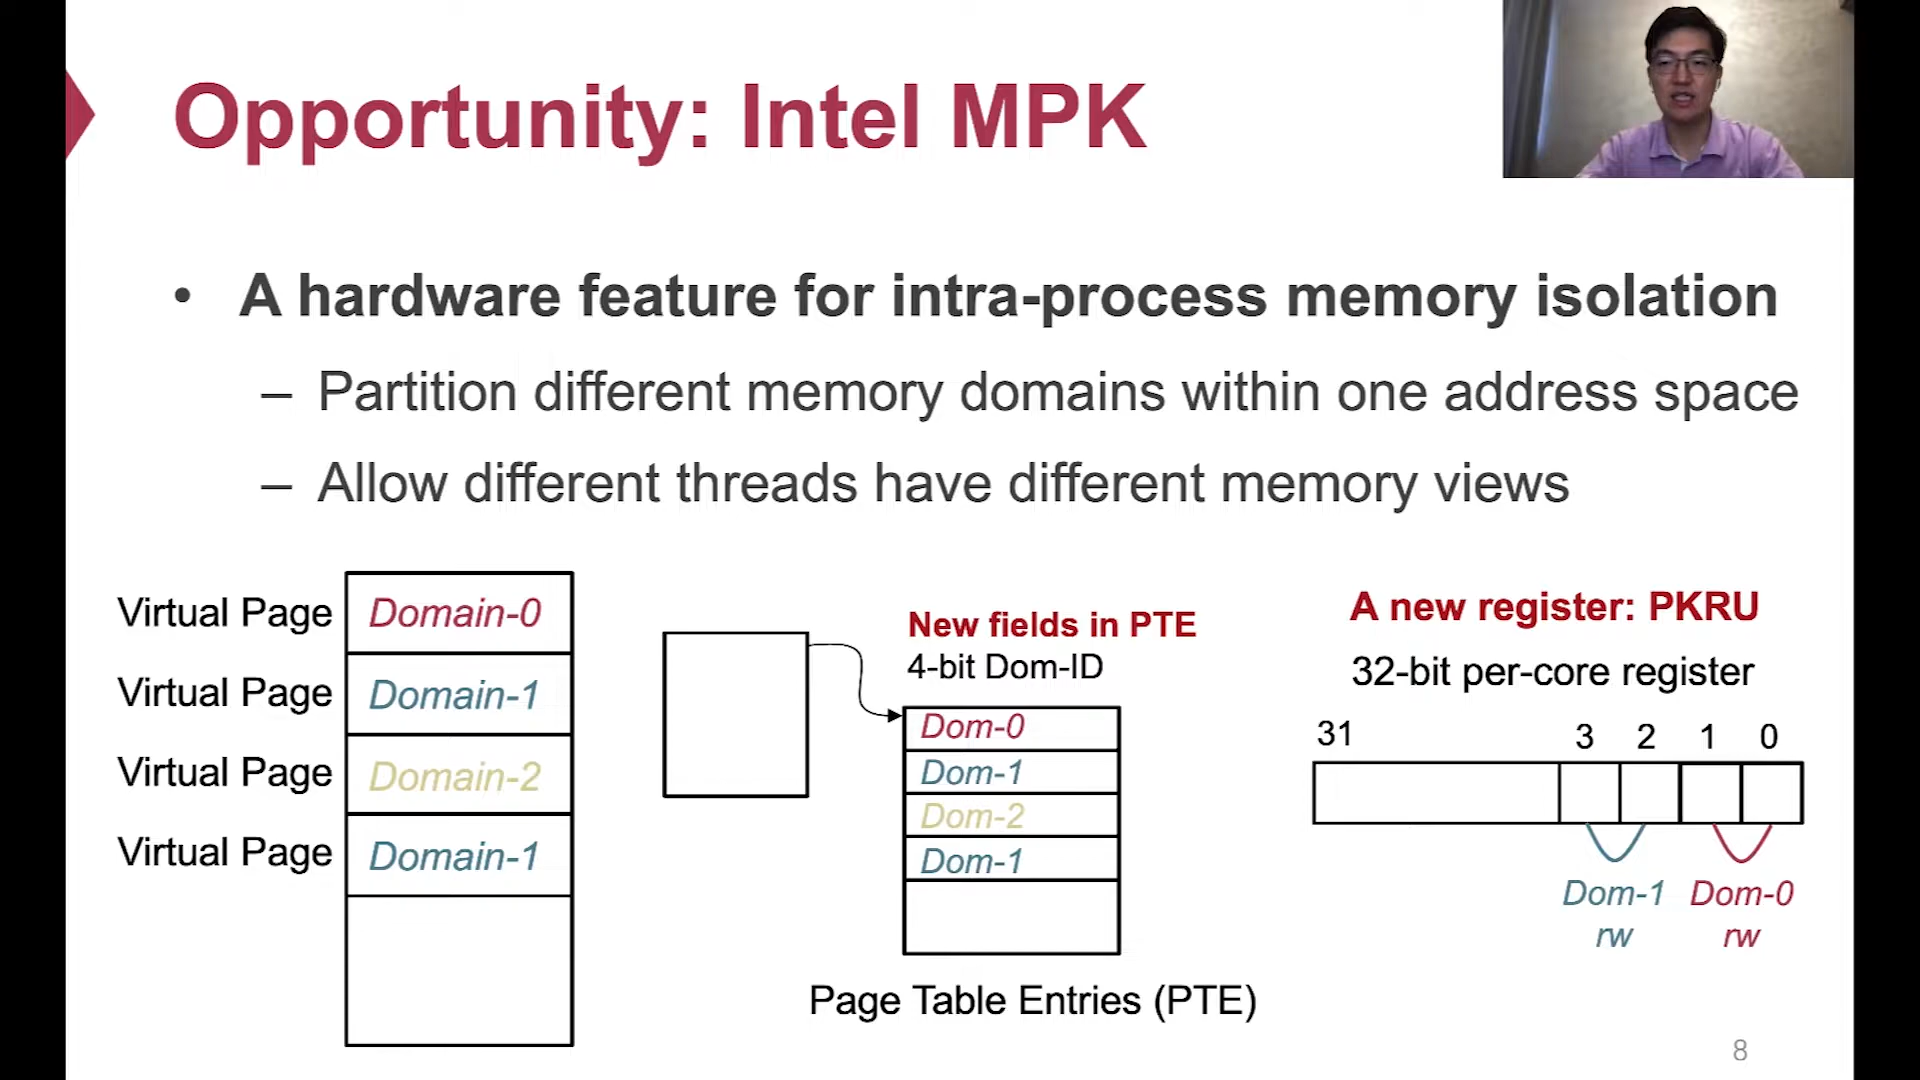 Opportunity: Intel MPK
• A hardware feature for intra-process memory isolation
– Partition different memory domains within one address space
– Allow different threads have different memory views
Virtual Page Domain-0
Virtual Page Domain-1
Virtual Page Domain-2
Virtual Page Domain-1
New fields in PTE
4-bit Dom-ID
Dom-0
Dom-1
Dom-2
Dom-1
Page Table Entries (PTE)
A new register: PKRU
32-bit per-core register
31 3 2 1 0
Dom-1 Dom-0
rw rw
8